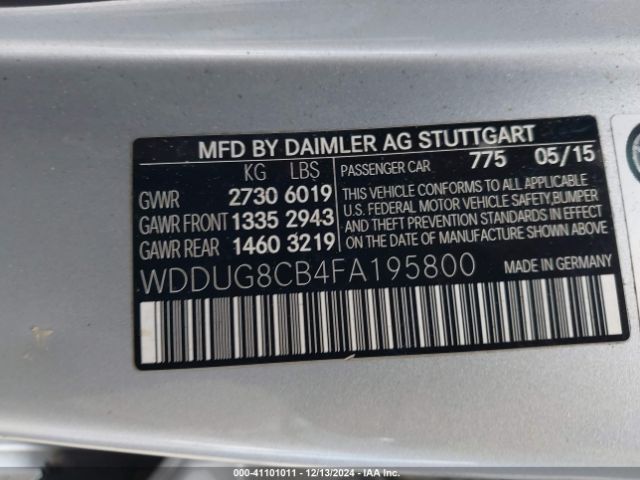 MFD BY DAIMLER AG STUTTGART
KG LBS
GVWR 2730 6019
GAWR FRONT 1335 2943
GAWR REAR 1460 3219
PASSENGER CAR 775 05/15
THIS VEHICLE CONFORMS TO ALL APPLICABLE
U.S. FEDERAL MOTOR VEHICLE SAFETY,BUMPER
AND THEFT PREVENTION STANDARDS IN EFFECT
ON THE DATE OF MANUFACTURE SHOWN ABOVE.
WDDUG8CB4FA195800 MADE IN GERMANY
000-41101011 - 12/13/2024 - IAA Inc.